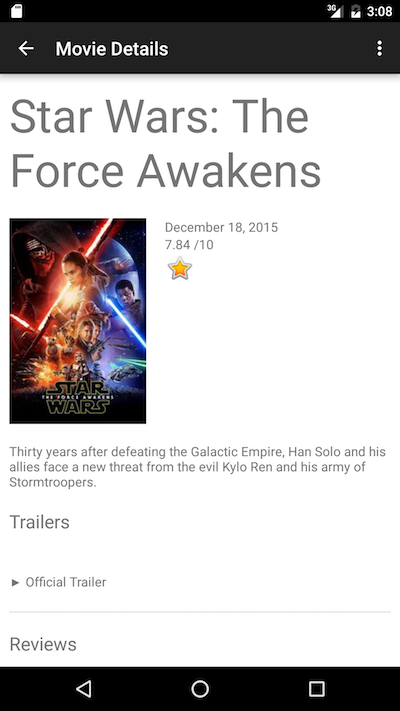 3G 3:08
Movie Details
Star Wars: The
Force Awakens
December 18, 2015
7.84 /10
STAR
THE FORCE AWAKENS
WARS
Thirty years after defeating the Galactic Empire, Han Solo and his
allies face a new threat from the evil Kylo Ren and his army of
Stormtroopers.
Trailers
► Official Trailer
Reviews